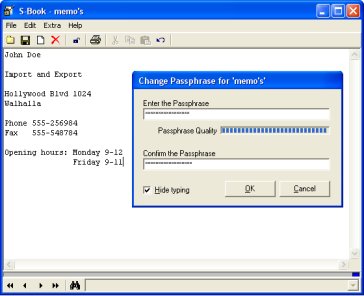 S-Book - memo's
File Edit Extra Help
John Doe
Import and Export
Hollywood Blvd 1024
Walhalla
Phone 555-256984
Fax 555-548784
Opening hours: Monday 9-12
Friday 9-11
Change Passphrase for 'memo's'
Enter the Passphrase
Passphrase Quality
Confirm the Passphrase
Hide typing
OK
Cancel